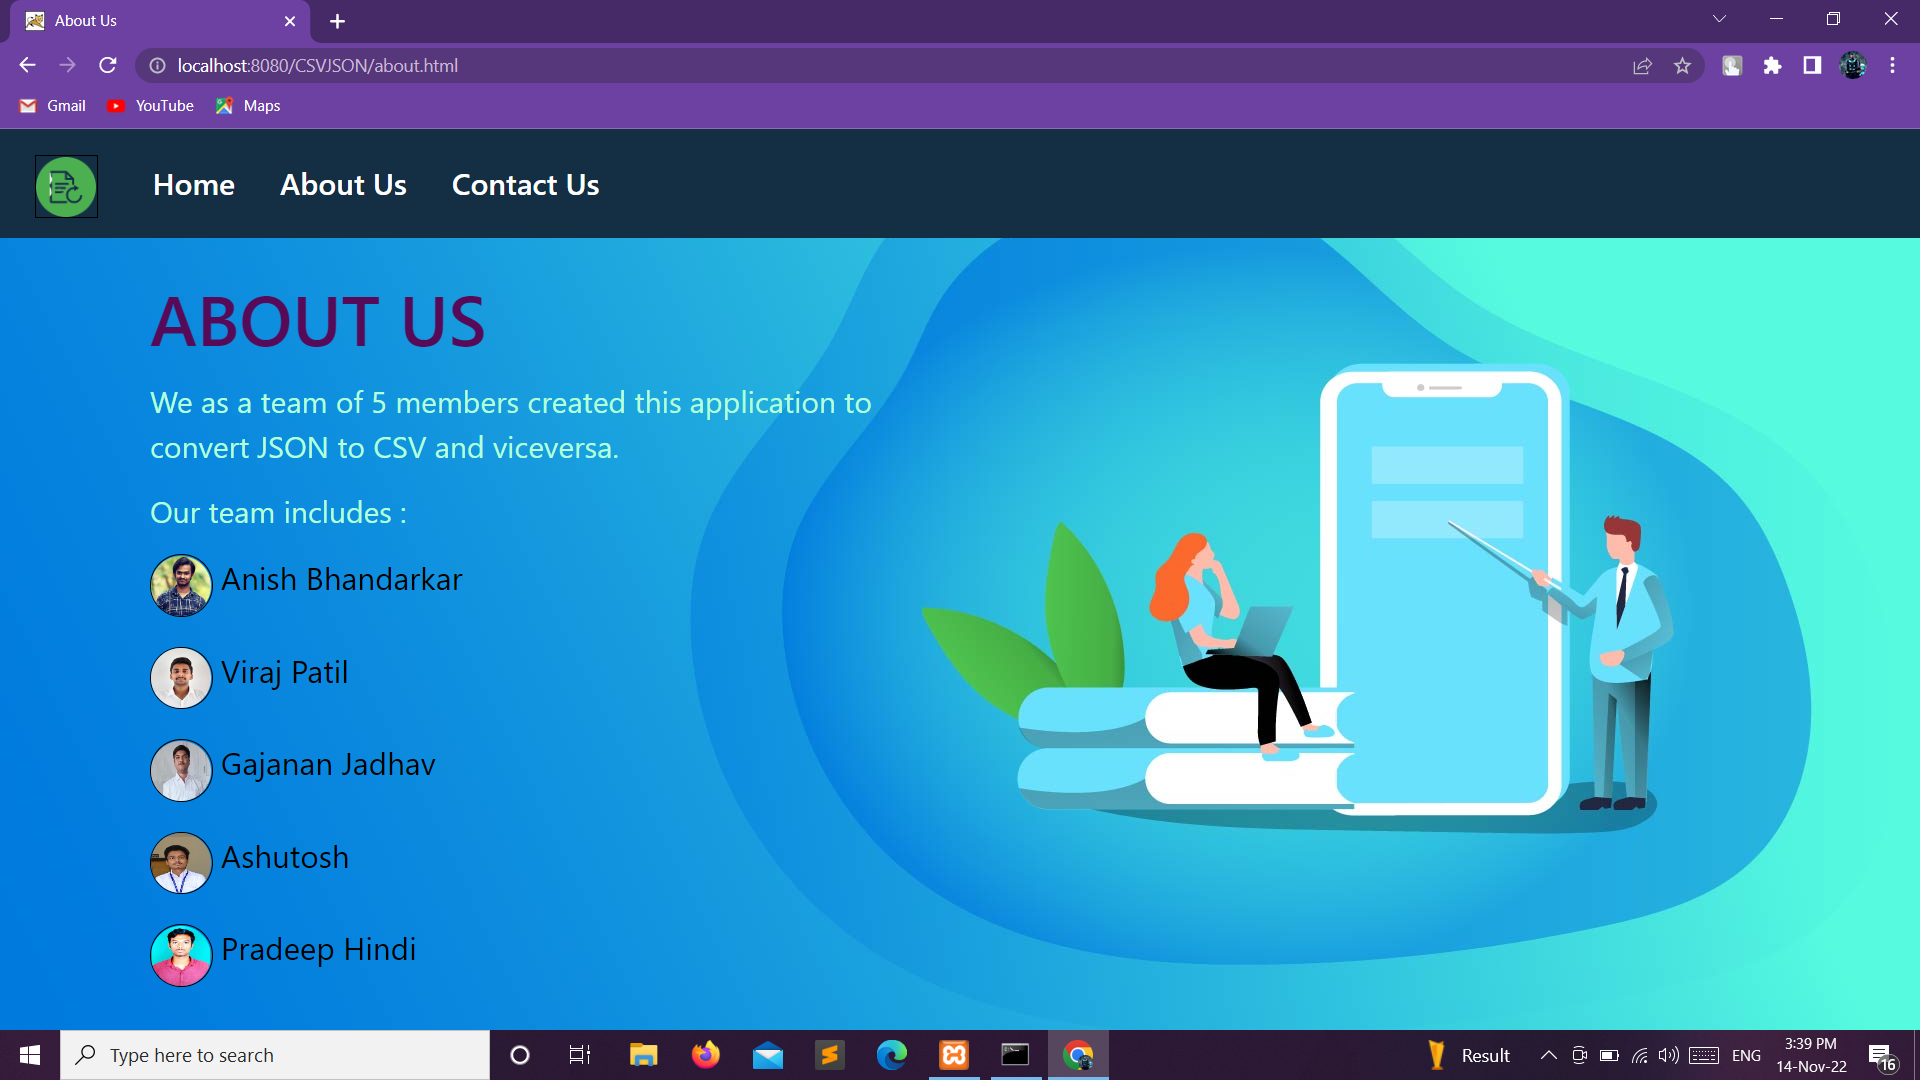 About Us
localhost:8080/CSVJSON/about.html
Gmail YouTube Maps
Home About Us Contact Us
ABOUT US
We as a team of 5 members created this application to
convert JSON to CSV and viceversa.
Our team includes :
Anish Bhandarkar
Viraj Patil
Gajanan Jadhav
Ashutosh
Pradeep Hindi
Type here to search
Result
ENG
3:39 PM
14-Nov-22
16